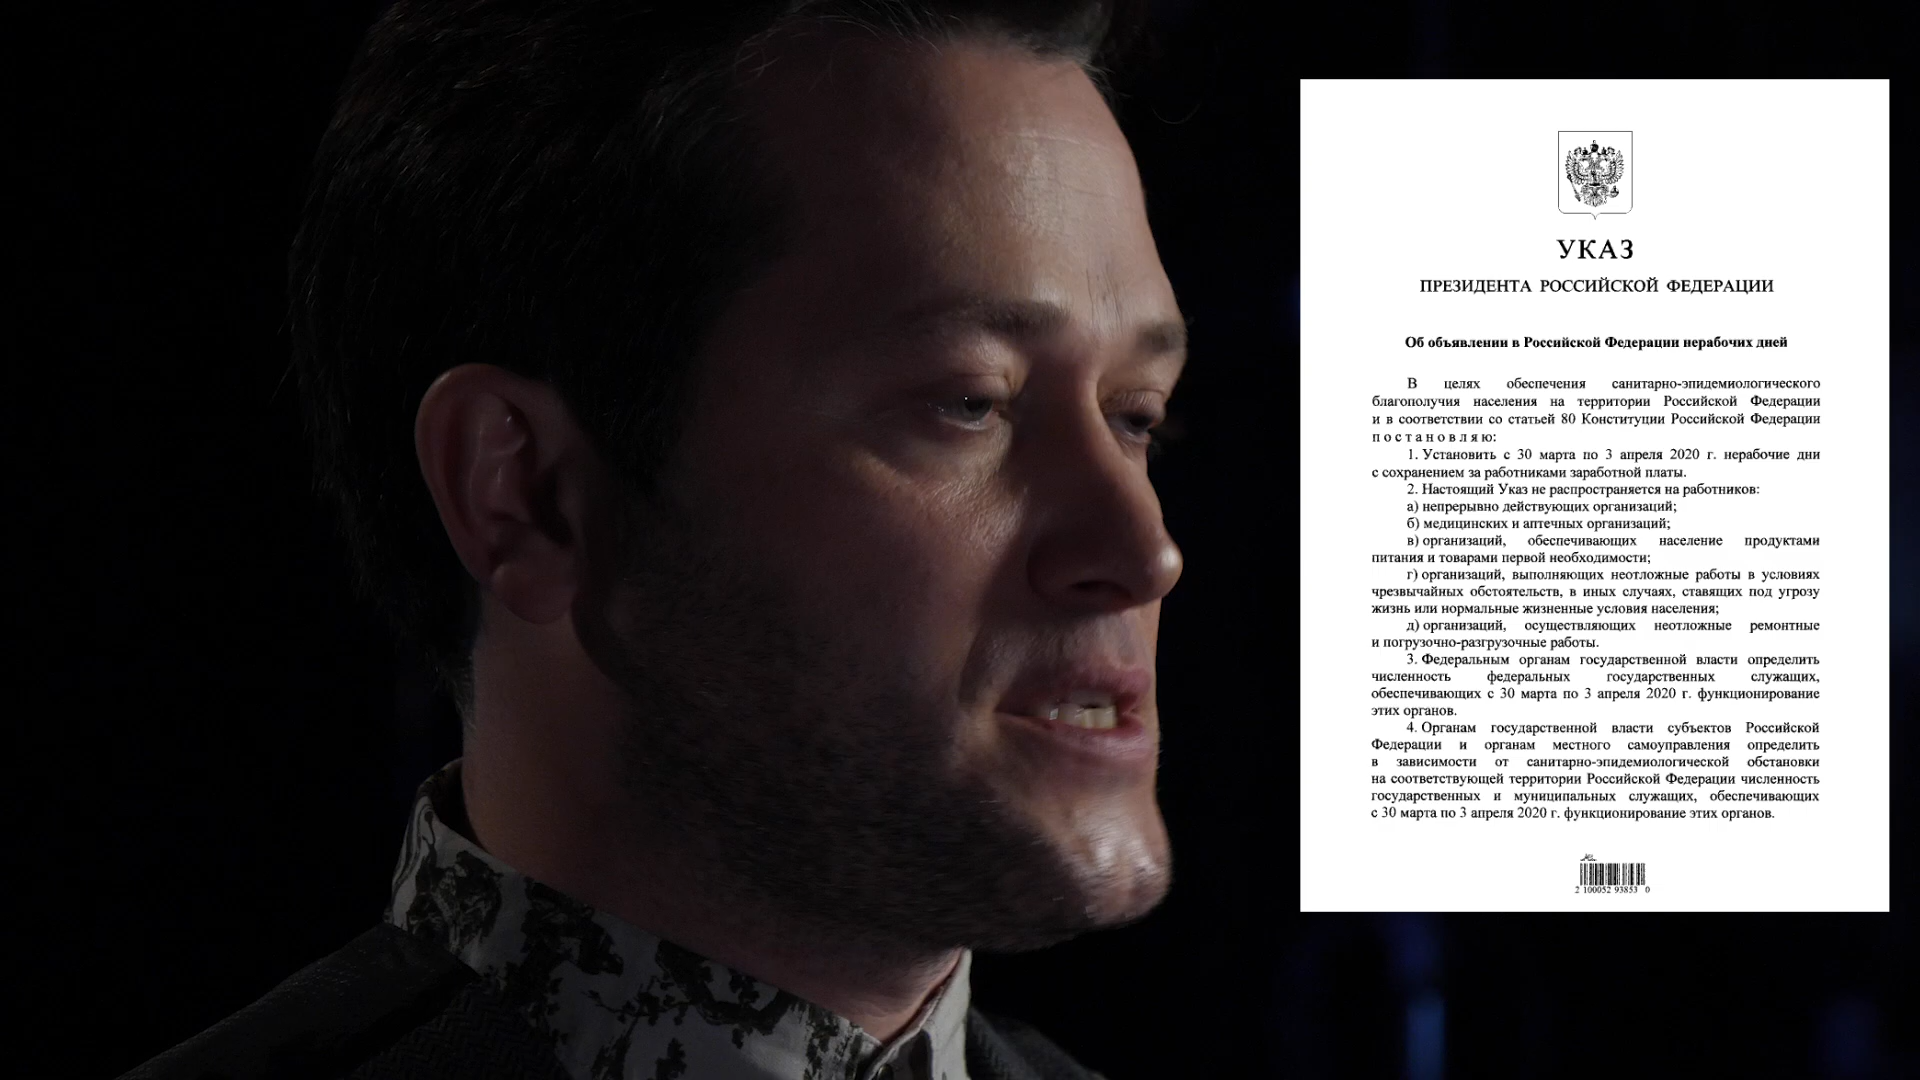 УКАЗ
ПРЕЗИДЕНТА РОССИЙСКОЙ ФЕДЕРАЦИИ
Об объявлении в Российской Федерации нерабочих дней
В целях обеспечения санитарно-эпидемиологического
благополучия населения на территории Российской Федерации
и в соответствии со статьей 80 Конституции Российской Федерации
п о с т а н о в л я ю:
1. Установить с 30 марта по 3 апреля 2020 г. нерабочие дни
с сохранением за работниками заработной платы.
2. Настоящий Указ не распространяется на работников:
а) непрерывно действующих организаций;
б) медицинских и аптечных организаций;
в) организаций, обеспечивающих население продуктами
питания и товарами первой необходимости;
г) организаций, выполняющих неотложные работы в условиях
чрезвычайных обстоятельств, в иных случаях, ставящих под угрозу
жизнь или нормальные жизненные условия населения;
д) организаций, осуществляющих неотложные ремонтные
и погрузочно-разгрузочные работы.
3. Федеральным органам государственной власти определить
численность федеральных государственных служащих,
обеспечивающих с 30 марта по 3 апреля 2020 г. функционирование
этих органов.
4. Органам государственной власти субъектов Российской
Федерации и органам местного самоуправления определить
в зависимости от санитарно-эпидемиологической обстановки
на соответствующей территории Российской Федерации численность
государственных и муниципальных служащих, обеспечивающих
с 30 марта по 3 апреля 2020 г. функционирование этих органов.
2 100052 93853 0